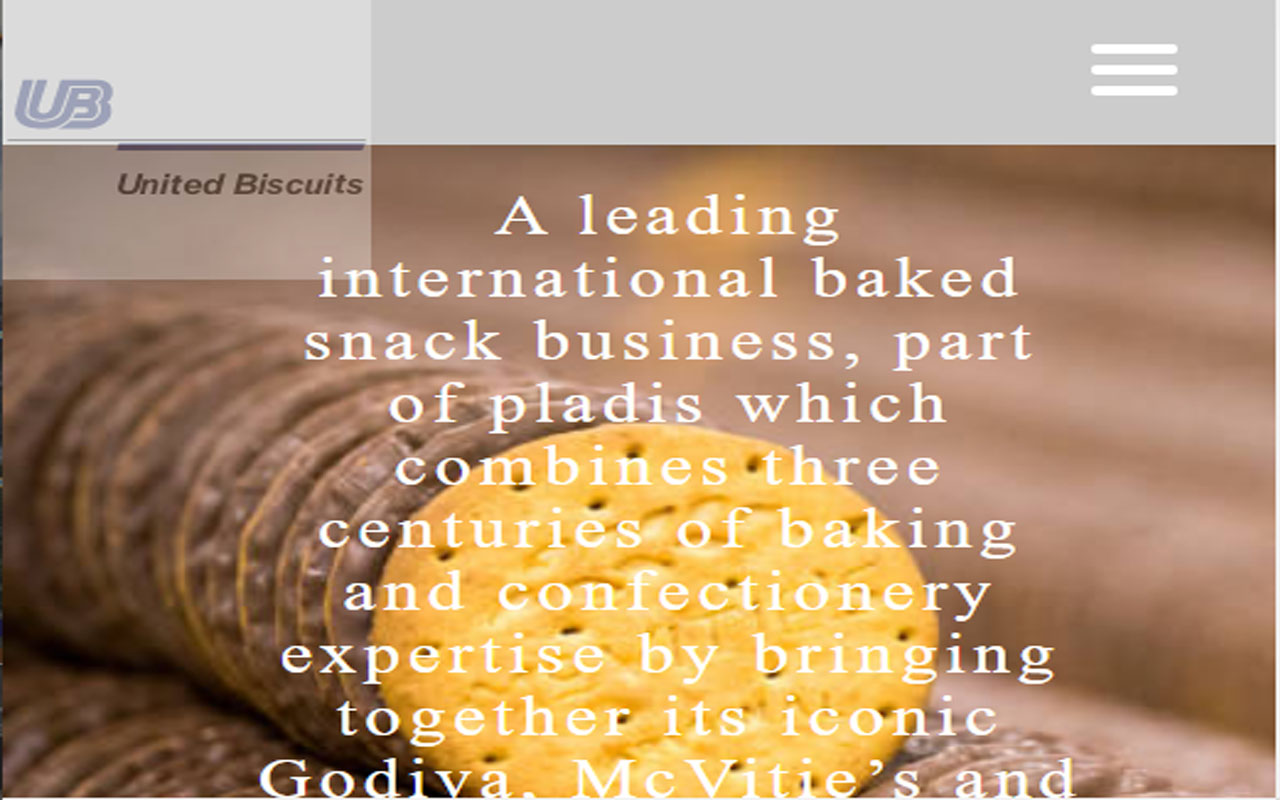 UB
United Biscuits
A leading
international baked
snack business, part
of pladis which
combines three
centuries of baking
and confectionery
expertise by bringing
together its iconic
Godiva, McVitie’s and